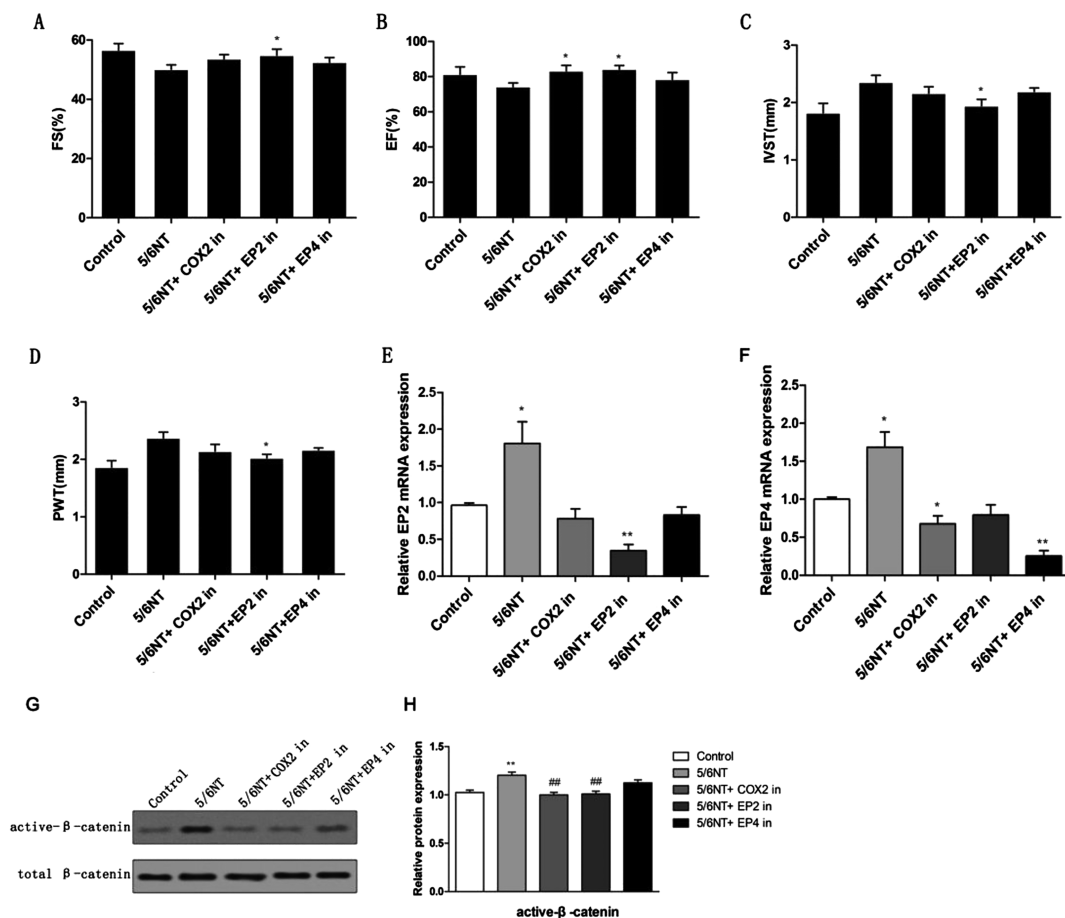 A
FS(%)
60
40
20
0
*
Control
5/6NT
5/6NT+ COX2 in
5/6NT+ EP2 in
5/6NT+ EP4 in
B
EF(%)
100
80
60
40
20
0
*
*
Control
5/6NT
5/6NT+ COX2 in
5/6NT+ EP2 in
5/6NT+ EP4 in
C
IVST(mm)
3
2
1
0
*
Control
5/6NT
5/6NT+ COX2 in
5/6NT+EP2 in
5/6NT+EP4 in
D
PWT(mm)
3
2
1
0
*
Control
5/6NT
5/6NT+ COX2 in
5/6NT+EP2 in
5/6NT+EP4 in
E
Relative EP2 mRNA expression
2.5
2.0
1.5
1.0
0.5
0.0
*
**
Control
5/6NT
5/6NT+ COX2 in
5/6NT+ EP2 in
5/6NT+ EP4 in
F
Relative EP4 mRNA expression
2.5
2.0
1.5
1.0
0.5
0.0
*
*
**
Control
5/6NT
5/6NT+ COX2 in
5/6NT+ EP2 in
5/6NT+ EP4 in
G
Control
5/6NT
5/6NT+COX2 in
5/6NT+EP2 in
5/6NT+EP4 in
active-β-catenin
total β-catenin
H
Relative protein expression
1.5
1.0
0.5
0.0
**
##
##
active-β-catenin
Control
5/6NT
5/6NT+ COX2 in
5/6NT+ EP2 in
5/6NT+ EP4 in